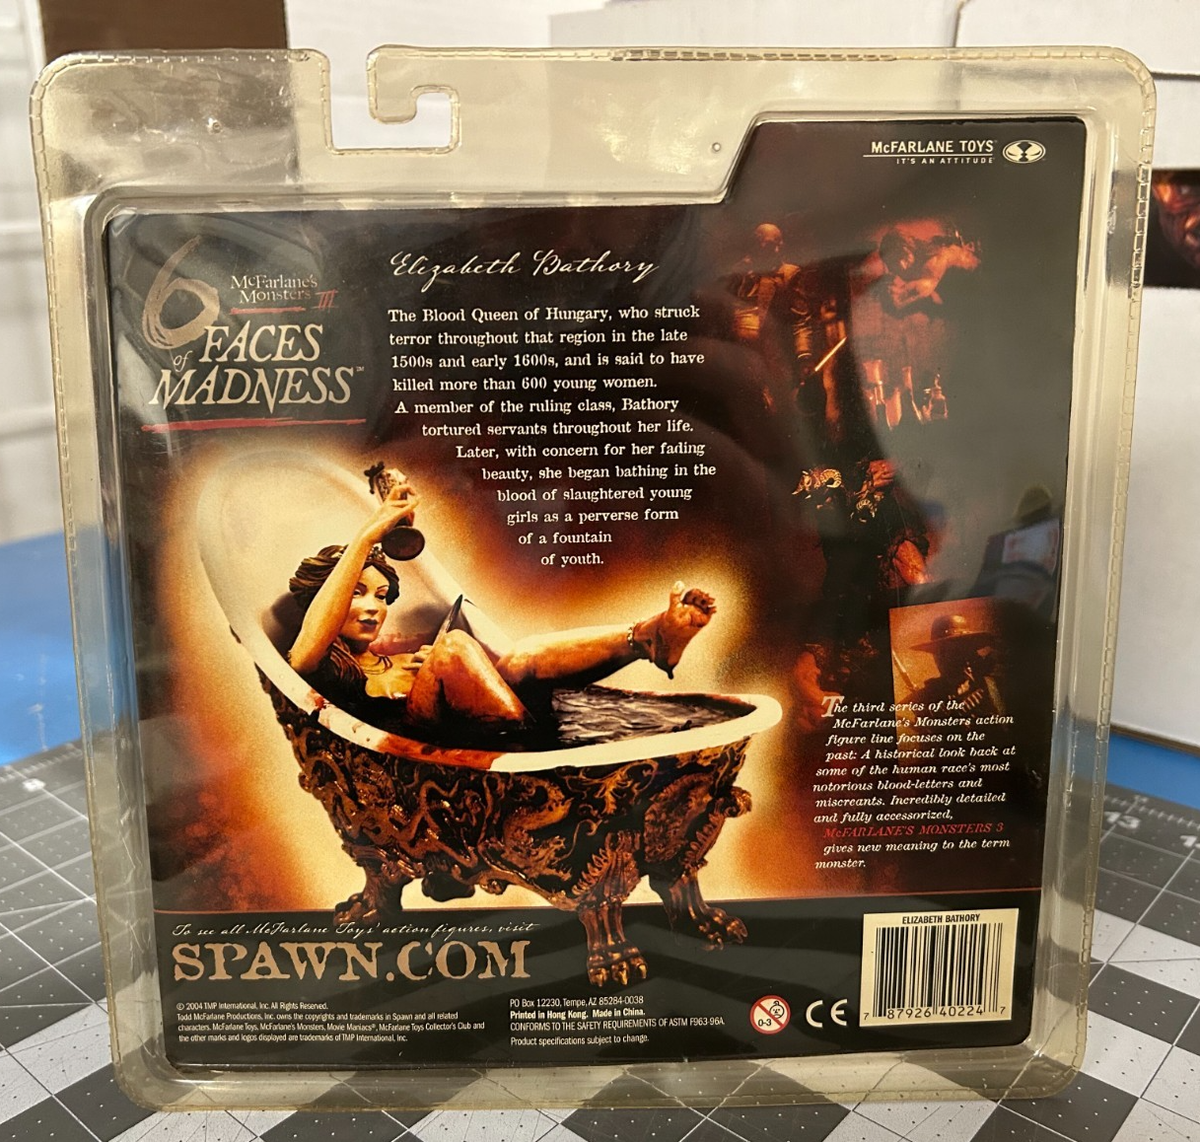 McFARLANE TOYS
IT'S AN ATTITUDE
McFarlane's
Monsters III
6 FACES
of
MADNESS™
Elizabeth Bathory
The Blood Queen of Hungary, who struck
terror throughout that region in the late
1500s and early 1600s, and is said to have
killed more than 600 young women.
A member of the ruling class, Bathory
tortured servants throughout her life.
Later, with concern for her fading
beauty, she began bathing in the
blood of slaughtered young
girls as a perverse form
of a fountain
of youth.
The third series of the
McFarlane's Monsters action
figure line focuses on the
past: A historical look back at
some of the human race's most
notorious blood-letters and
miscreants. Incredibly detailed
and fully accessorized,
McFARLANE'S MONSTERS 3
gives new meaning to the term
monster.
To see all McFarlane Toys' action figures, visit
SPAWN.COM
© 2004 TMP International, Inc. All Rights Reserved.
Todd McFarlane Productions, Inc. owns the copyrights and trademarks in Spawn and all related
characters. McFarlane Toys, McFarlane's Monsters, Movie Maniacs®, McFarlane Toys Collector's Club and
the other marks and logos displayed are trademarks of TMP International, Inc.
PO Box 12230, Tempe, AZ 85284-0038
Printed in Hong Kong. Made in China.
CONFORMS TO THE SAFETY REQUIREMENTS OF ASTM F963-96A.
Product specifications subject to change.
0-3
CE
ELIZABETH BATHORY
7 87926 40224 7
13